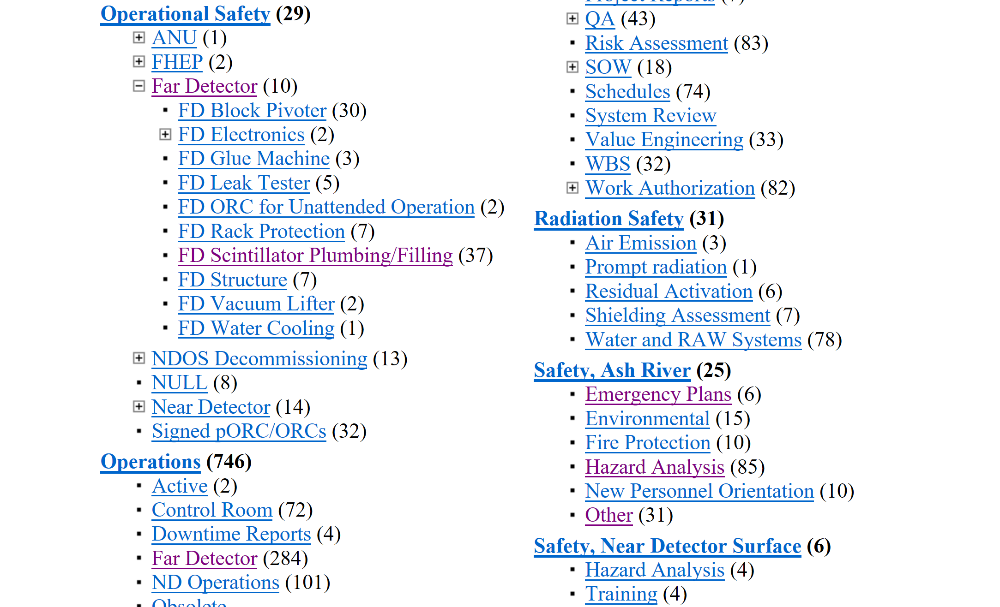 Operational Safety (29)
ANU (1)
FHEP (2)
Far Detector (10)
FD Block Pivoter (30)
FD Electronics (2)
FD Glue Machine (3)
FD Leak Tester (5)
FD ORC for Unattended Operation (2)
FD Rack Protection (7)
FD Scintillator Plumbing/Filling (37)
FD Structure (7)
FD Vacuum Lifter (2)
FD Water Cooling (1)
NDOS Decommissioning (13)
NULL (8)
Near Detector (14)
Signed pORC/ORCs (32)
Operations (746)
Active (2)
Control Room (72)
Downtime Reports (4)
Far Detector (284)
ND Operations (101)
Obsolete
Project Reports (7)
QA (43)
Risk Assessment (83)
SOW (18)
Schedules (74)
System Review
Value Engineering (33)
WBS (32)
Work Authorization (82)
Radiation Safety (31)
Air Emission (3)
Prompt radiation (1)
Residual Activation (6)
Shielding Assessment (7)
Water and RAW Systems (78)
Safety, Ash River (25)
Emergency Plans (6)
Environmental (15)
Fire Protection (10)
Hazard Analysis (85)
New Personnel Orientation (10)
Other (31)
Safety, Near Detector Surface (6)
Hazard Analysis (4)
Training (4)